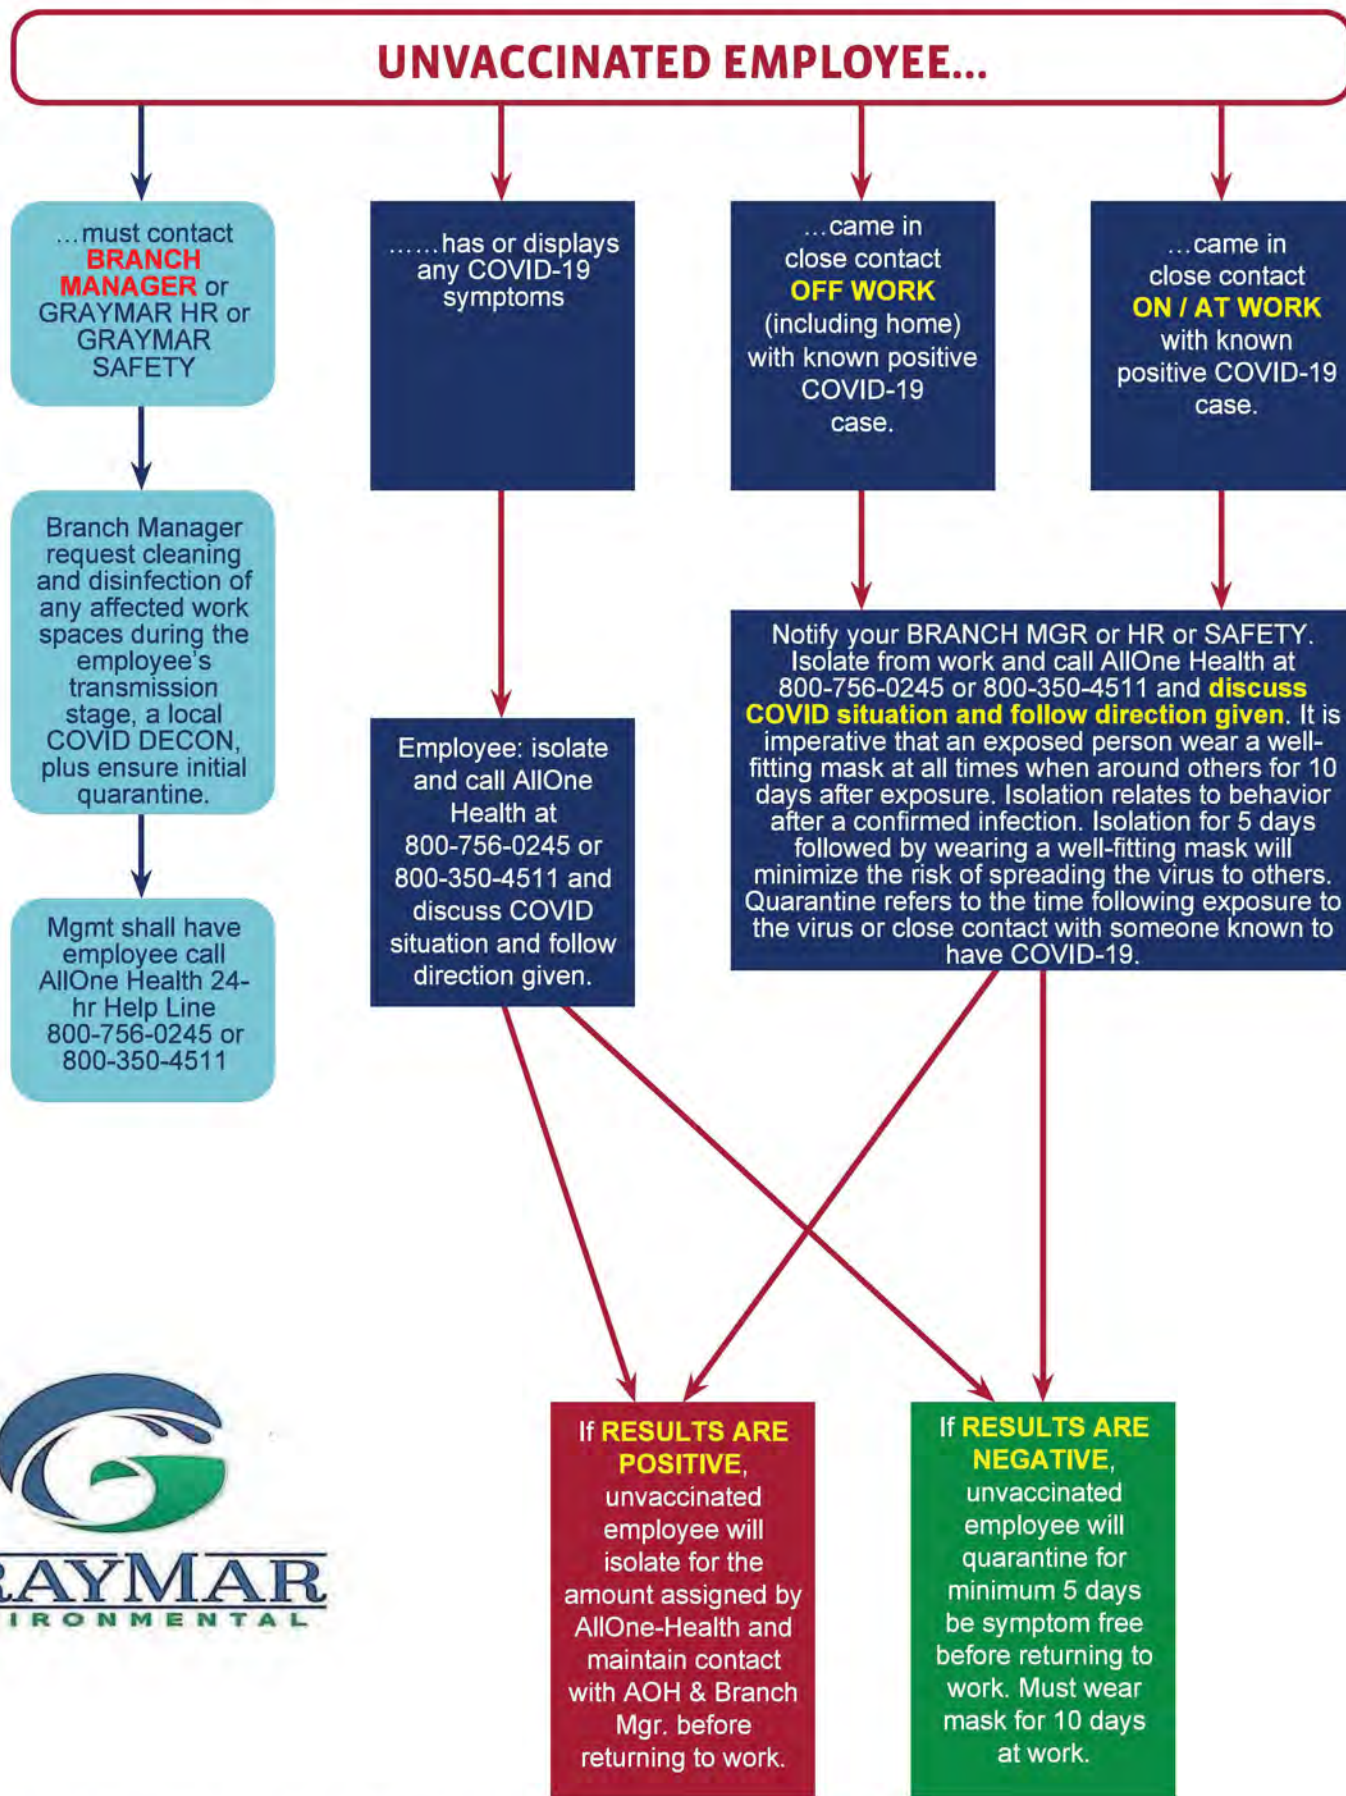 UNVACCINATED EMPLOYEE...
…must contact
BRANCH
MANAGER or
GRAYMAR HR or
GRAYMAR
SAFETY
Branch Manager
request cleaning
and disinfection of
any affected work
spaces during the
employee’s
transmission
stage, a local
COVID DECON,
plus ensure initial
quarantine.
Mgmt shall have
employee call
AllOne Health 24-
hr Help Line
800-756-0245 or
800-350-4511
……has or displays
any COVID-19
symptoms
Employee: isolate
and call AllOne
Health at
800-756-0245 or
800-350-4511 and
discuss COVID
situation and follow
direction given.
…came in
close contact
OFF WORK
(including home)
with known positive
COVID-19
case.
…came in
close contact
ON / AT WORK
with known
positive COVID-19
case.
Notify your BRANCH MGR or HR or SAFETY.
Isolate from work and call AllOne Health at
800-756-0245 or 800-350-4511 and discuss
COVID situation and follow direction given. It is
imperative that an exposed person wear a well-
fitting mask at all times when around others for 10
days after exposure. Isolation relates to behavior
after a confirmed infection. Isolation for 5 days
followed by wearing a well-fitting mask will
minimize the risk of spreading the virus to others.
Quarantine refers to the time following exposure to
the virus or close contact with someone known to
have COVID-19.
If RESULTS ARE
POSITIVE,
unvaccinated
employee will
isolate for the
amount assigned by
AllOne-Health and
maintain contact
with AOH & Branch
Mgr. before
returning to work.
If RESULTS ARE
NEGATIVE,
unvaccinated
employee will
quarantine for
minimum 5 days
be symptom free
before returning to
work. Must wear
mask for 10 days
at work.
RAYMAR
IRONMENTAL